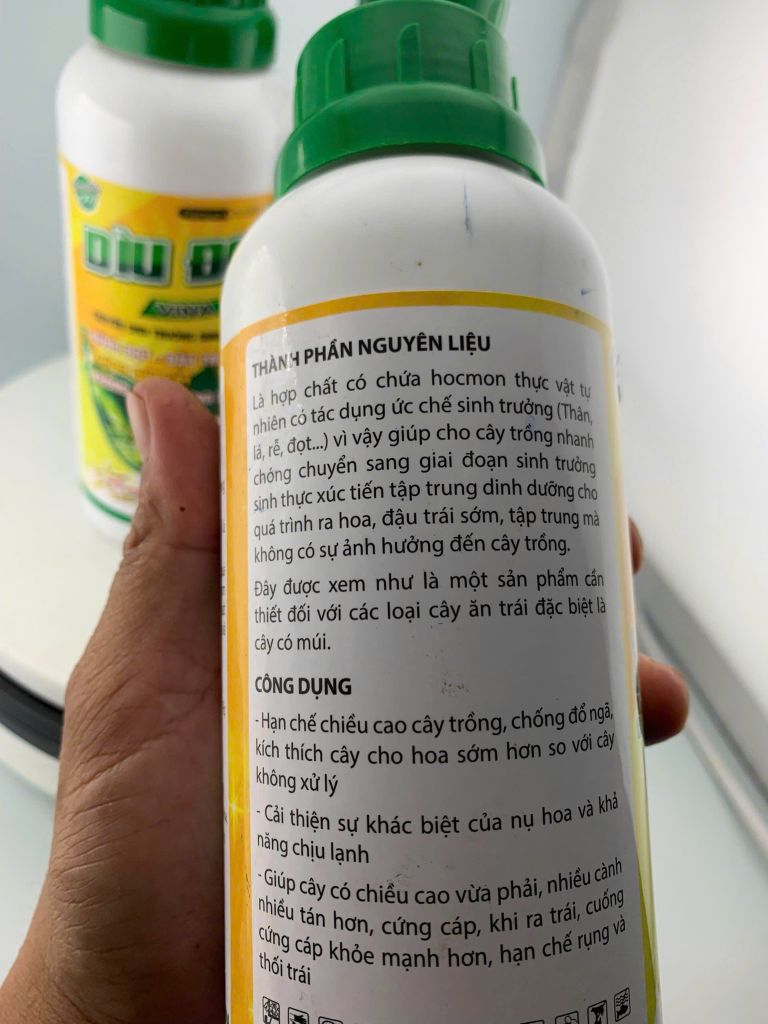 DÌU
THÀNH PHẦN NGUYÊN LIỆU
Là hợp chất có chứa hocmon thực vật tự
nhiên có tác dụng ức chế sinh trưởng (Thân,
lá, rễ, đọt...) vì vậy giúp cho cây trồng nhanh
chóng chuyển sang giai đoạn sinh trưởng
sinh thực xúc tiến tập trung dinh dưỡng cho
quá trình ra hoa, đậu trái sớm, tập trung mà
không có sự ảnh hưởng đến cây trồng.
Đây được xem như là một sản phẩm cần
thiết đối với các loại cây ăn trái đặc biệt là
cây có múi.
CÔNG DỤNG
- Hạn chế chiều cao cây trồng, chống đổ ngã,
kích thích cây cho hoa sớm hơn so với cây
không xử lý
- Cải thiện sự khác biệt của nụ hoa và khả
năng chịu lạnh
- Giúp cây có chiều cao vừa phải, nhiều cành
nhiều tán hơn, cứng cáp, khi ra trái, cuống
cứng cáp khỏe mạnh hơn, hạn chế rụng và
thối trái